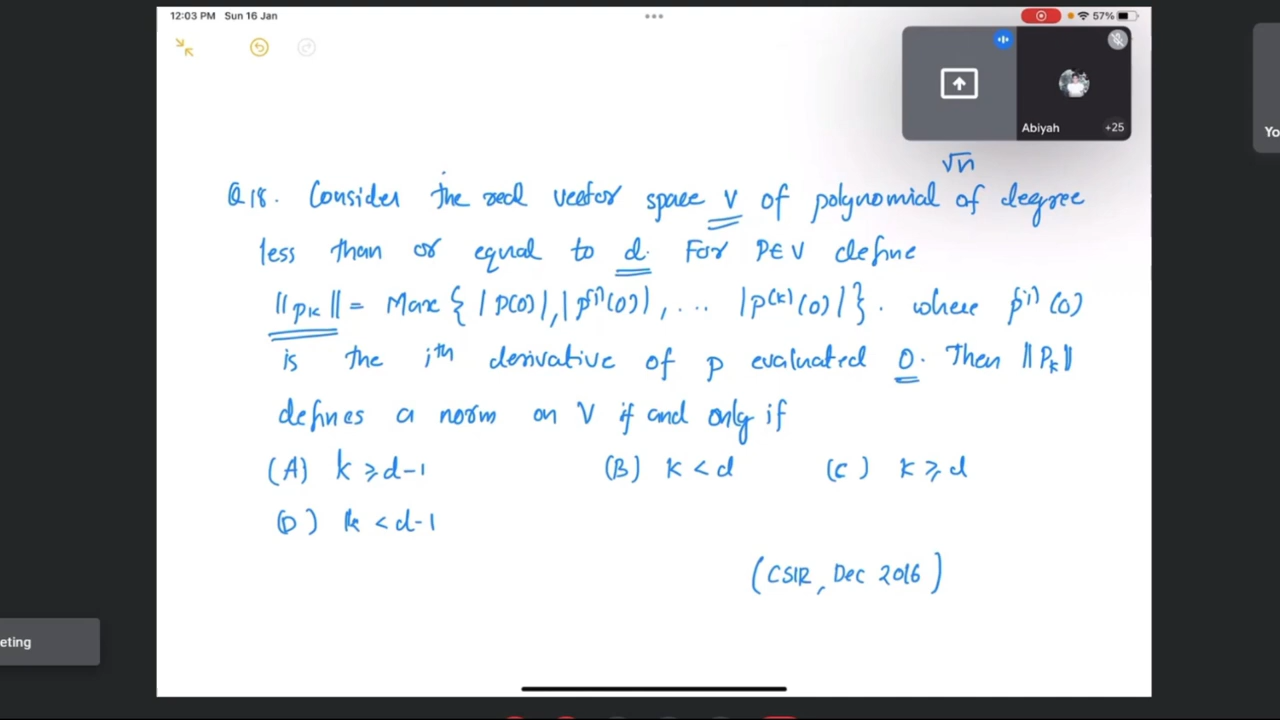 12:03 PM Sun 16 Jan
57%
Abiyah
+25
Yo
√n
Q18. Consider the real vector space V of polynomial of degree
less than or equal to d. For P∈V define
||pₖ|| = Max { |P(0)|, |p⁽¹⁾(0)|, ... |p⁽ᵏ⁾(0)| }. where p⁽ⁱ⁾(0)
is the iᵗʰ derivative of p evaluated 0. Then ||Pₖ||
defines a norm on V if and only if
(A) k ≥ d-1 (B) K < d (C) K ≥ d
(D) k < d-1
(CSIR, Dec 2016)
eting